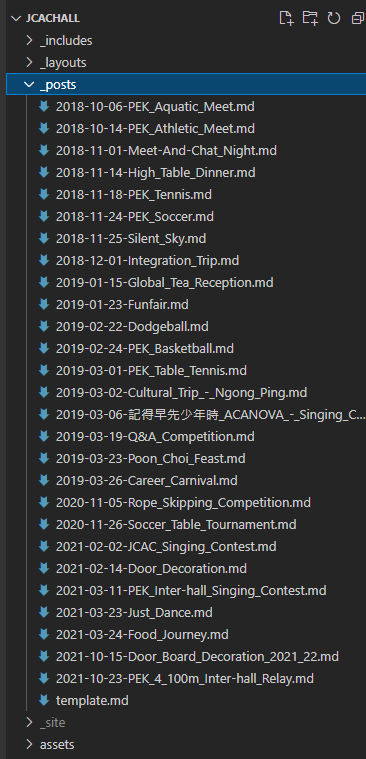 JCACHALL
_includes
_layouts
_posts
2018-10-06-PEK_Aquatic_Meet.md
2018-10-14-PEK_Athletic_Meet.md
2018-11-01-Meet-And-Chat_Night.md
2018-11-14-High_Table_Dinner.md
2018-11-18-PEK_Tennis.md
2018-11-24-PEK_Soccer.md
2018-11-25-Silent_Sky.md
2018-12-01-Integration_Trip.md
2019-01-15-Global_Tea_Reception.md
2019-01-23-Funfair.md
2019-02-22-Dodgeball.md
2019-02-24-PEK_Basketball.md
2019-03-01-PEK_Table_Tennis.md
2019-03-02-Cultural_Trip_-_Ngong_Ping.md
2019-03-06-記得早先少年時_ACANOVA_-_Singing_C...
2019-03-19-Q&A_Competition.md
2019-03-23-Poon_Choi_Feast.md
2019-03-26-Career_Carnival.md
2020-11-05-Rope_Skipping_Competition.md
2020-11-26-Soccer_Table_Tournament.md
2021-02-02-JCAC_Singing_Contest.md
2021-02-14-Door_Decoration.md
2021-03-11-PEK_Inter-hall_Singing_Contest.md
2021-03-23-Just_Dance.md
2021-03-24-Food_Journey.md
2021-10-15-Door_Board_Decoration_2021_22.md
2021-10-23-PEK_4_100m_Inter-hall_Relay.md
template.md
_site
assets